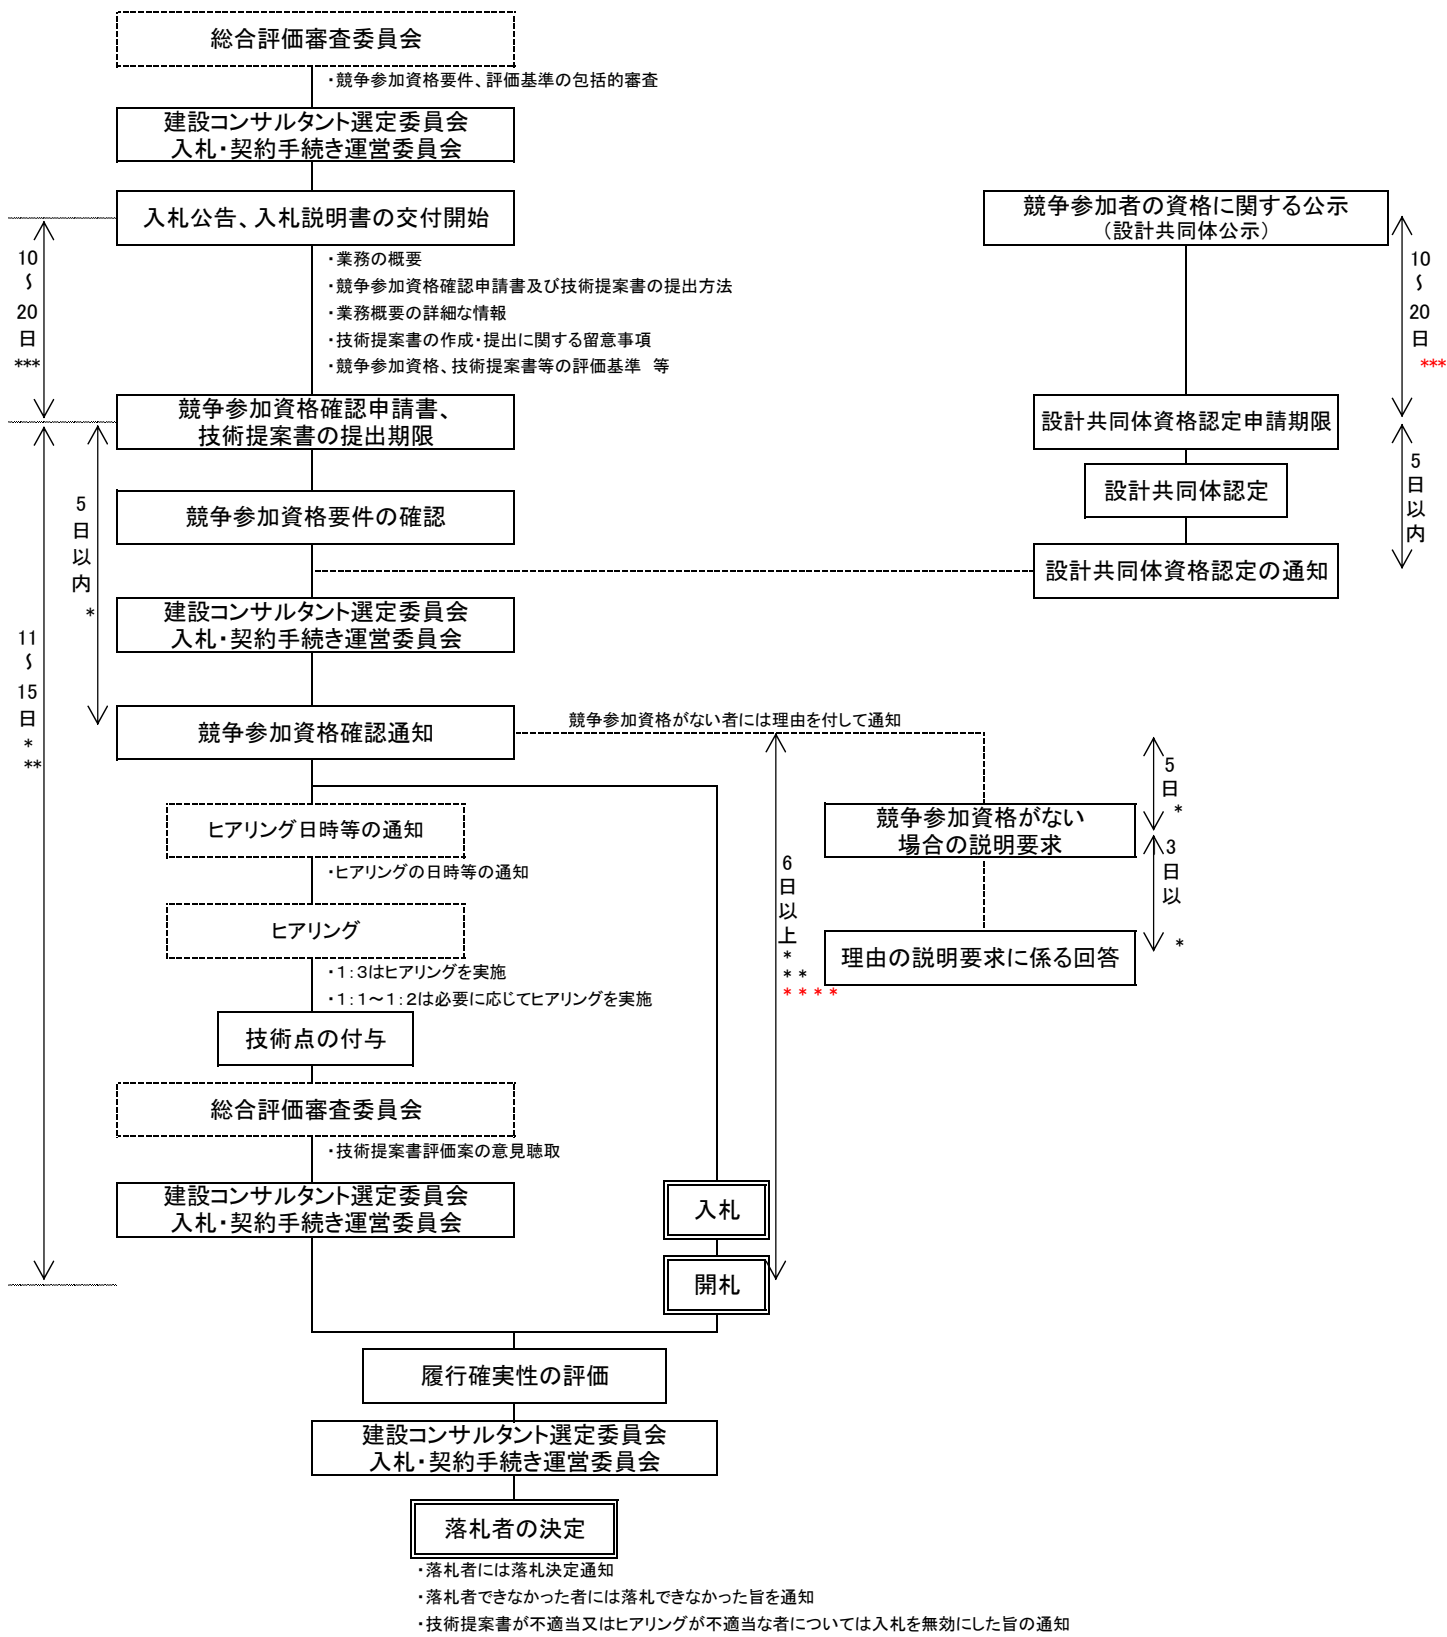 総合評価審査委員会
・競争参加資格要件、評価基準の包括的審査
建設コンサルタント選定委員会
入札・契約手続き運営委員会
入札公告、入札説明書の交付開始
・業務の概要
・競争参加資格確認申請書及び技術提案書の提出方法
・業務概要の詳細な情報
・技術提案書の作成・提出に関する留意事項
・競争参加資格、技術提案書等の評価基準　等
10
～
20
日
***
競争参加者の資格に関する公示
（設計共同体公示）
10
～
20
日
***
競争参加資格確認申請書、
技術提案書の提出期限
設計共同体資格認定申請期限
競争参加資格要件の確認
設計共同体認定
設計共同体資格認定の通知
5
日
以
内
5
日
以
内
*
建設コンサルタント選定委員会
入札・契約手続き運営委員会
11
～
15
日
*
**
競争参加資格確認通知
競争参加資格がない者には理由を付して通知
5
日
*
ヒアリング日時等の通知
・ヒアリングの日時等の通知
競争参加資格がない
場合の説明要求
3
日
以
*
6
日
以
上
*
**
****
ヒアリング
・１：３はヒアリングを実施
・１：１～１：２は必要に応じてヒアリングを実施
理由の説明要求に係る回答
技術点の付与
総合評価審査委員会
・技術提案書評価案の意見聴取
建設コンサルタント選定委員会
入札・契約手続き運営委員会
入札
開札
履行確実性の評価
建設コンサルタント選定委員会
入札・契約手続き運営委員会
落札者の決定
・落札者には落札決定通知
・落札者できなかった者には落札できなかった旨を通知
・技術提案書が不適当又はヒアリングが不適当な者については入札を無効にした旨の通知